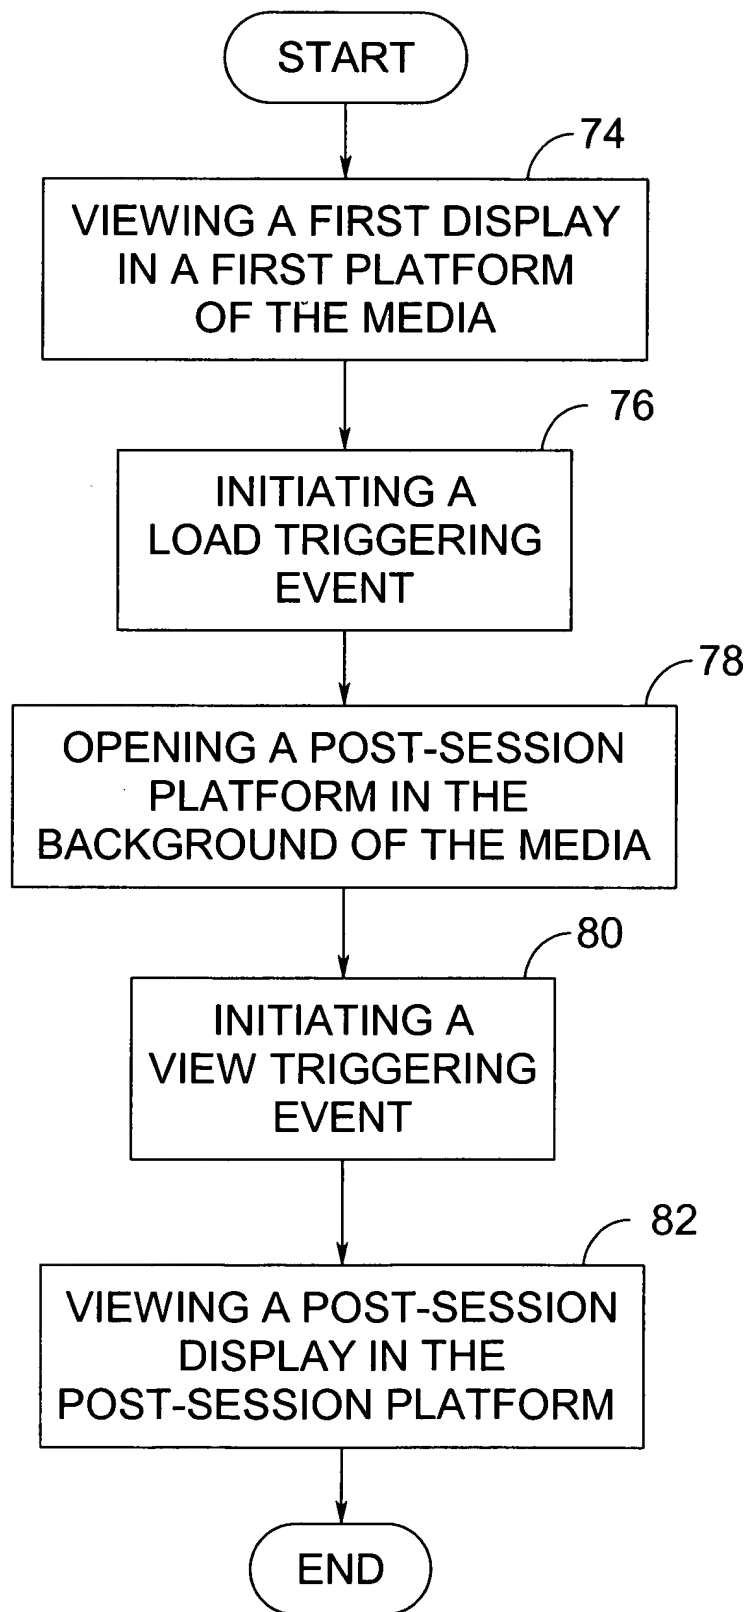 START
74
VIEWING A FIRST DISPLAY
IN A FIRST PLATFORM
OF THE MEDIA
76
INITIATING A
LOAD TRIGGERING
EVENT
78
OPENING A POST-SESSION
PLATFORM IN THE
BACKGROUND OF THE MEDIA
80
INITIATING A
VIEW TRIGGERING
EVENT
82
VIEWING A POST-SESSION
DISPLAY IN THE
POST-SESSION PLATFORM
END